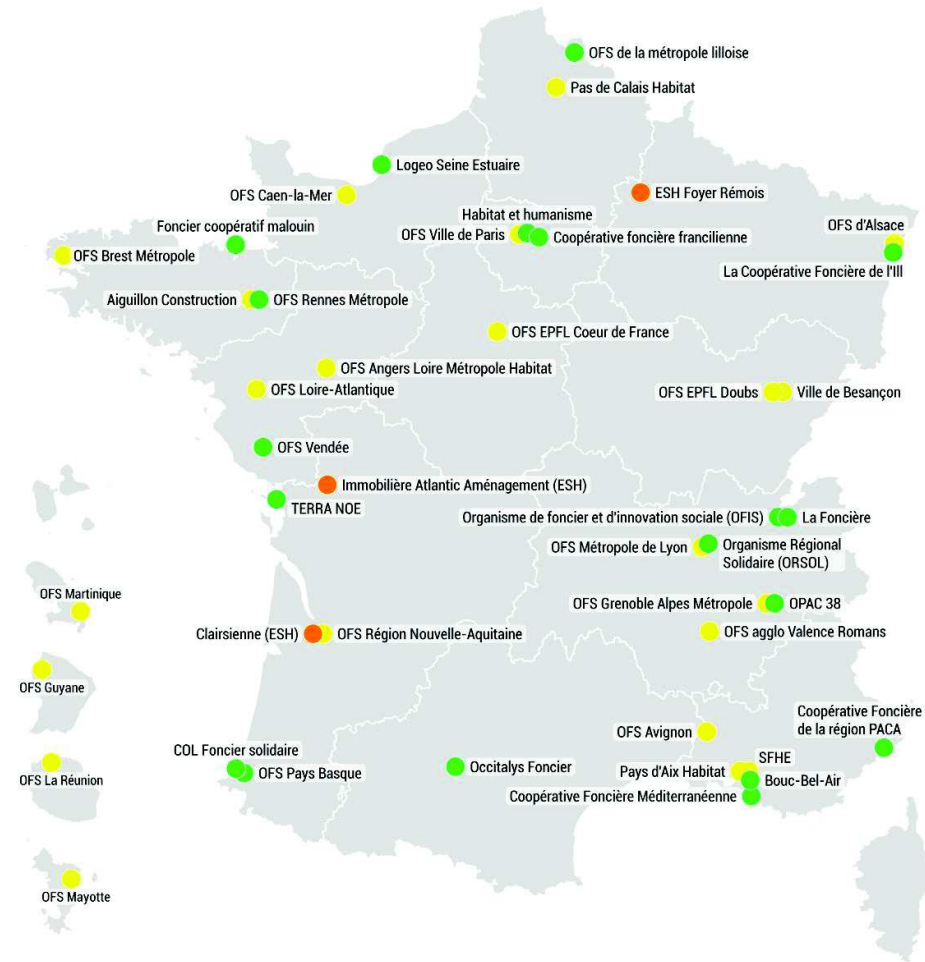 OFS de la métropole lilloise
Pas de Calais Habitat
Logeo Seine Estuaire
OFS Caen-la-Mer
ESH Foyer Rémois
Habitat et humanisme
Foncier coopératif malouin
OFS Ville de Paris
Coopérative foncière francilienne
OFS d'Alsace
OFS Brest Métropole
La Coopérative Foncière de l'Ill
Aiguillon Construction
OFS Rennes Métropole
OFS EPFL Coeur de France
OFS Angers Loire Métropole Habitat
OFS Loire-Atlantique
OFS EPFL Doubs
Ville de Besançon
OFS Vendée
Immobilière Atlantic Aménagement (ESH)
TERRA NOE
Organisme de foncier et d'innovation sociale (OFIS)
La Foncière
OFS Métropole de Lyon
Organisme Régional
Solidaire (ORSOL)
OFS Martinique
OFS Grenoble Alpes Métropole
OPAC 38
Clairsienne (ESH)
OFS Région Nouvelle-Aquitaine
OFS agglo Valence Romans
OFS Guyane
Coopérative Foncière
de la région PACA
OFS Avignon
COL Foncier solidaire
SFHE
OFS La Réunion
OFS Pays Basque
Occitalys Foncier
Pays d'Aix Habitat
Bouc-Bel-Air
Coopérative Foncière Méditerranéenne
OFS Mayotte